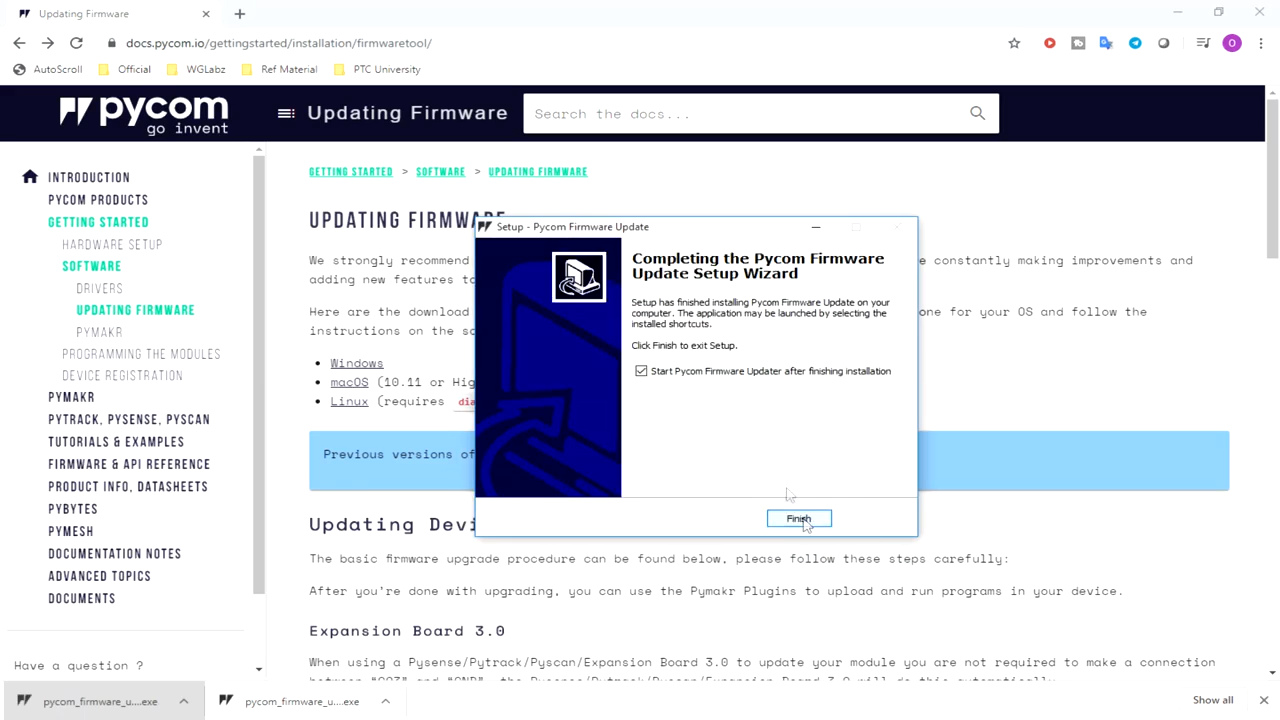 Updating Firmware
docs.pycom.io/gettingstarted/installation/firmwaretool/
O
AutoScroll Official WGLabz Ref Material PTC University
pycom
go invent
Updating Firmware
Search the docs...
INTRODUCTION
PYCOM PRODUCTS
GETTING STARTED
HARDWARE SETUP
SOFTWARE
DRIVERS
UPDATING FIRMWARE
PYMAKR
PROGRAMMING THE MODULES
DEVICE REGISTRATION
PYMAKR
PYTRACK, PYSENSE, PYSCAN
TUTORIALS & EXAMPLES
FIRMWARE & API REFERENCE
PRODUCT INFO, DATASHEETS
PYBYTES
PYMESH
DOCUMENTATION NOTES
ADVANCED TOPICS
DOCUMENTS
Have a question ?
GETTING STARTED > SOFTWARE > UPDATING FIRMWARE
UPDATING FIRMWARE
We strongly recommend
e constantly making improvements and
adding new features to
Here are the download
one for your OS and follow the
instructions on the sc
• Windows
• macOS (10.11 or Hig
• Linux (requires dia
Previous versions of
Updating Devi
The basic firmware upgrade procedure can be found below, please follow these steps carefully:
After you're done with upgrading, you can use the Pymakr Plugins to upload and run programs in your device.
Expansion Board 3.0
When using a Pysense/Pytrack/Pyscan/Expansion Board 3.0 to update your module you are not required to make a connection
Setup - Pycom Firmware Update
Completing the Pycom Firmware
Update Setup Wizard
Setup has finished installing Pycom Firmware Update on your
computer. The application may be launched by selecting the
installed shortcuts.
Click Finish to exit Setup.
Start Pycom Firmware Updater after finishing installation
Finish
pycom_firmware_u....exe pycom_firmware_u....exe Show all